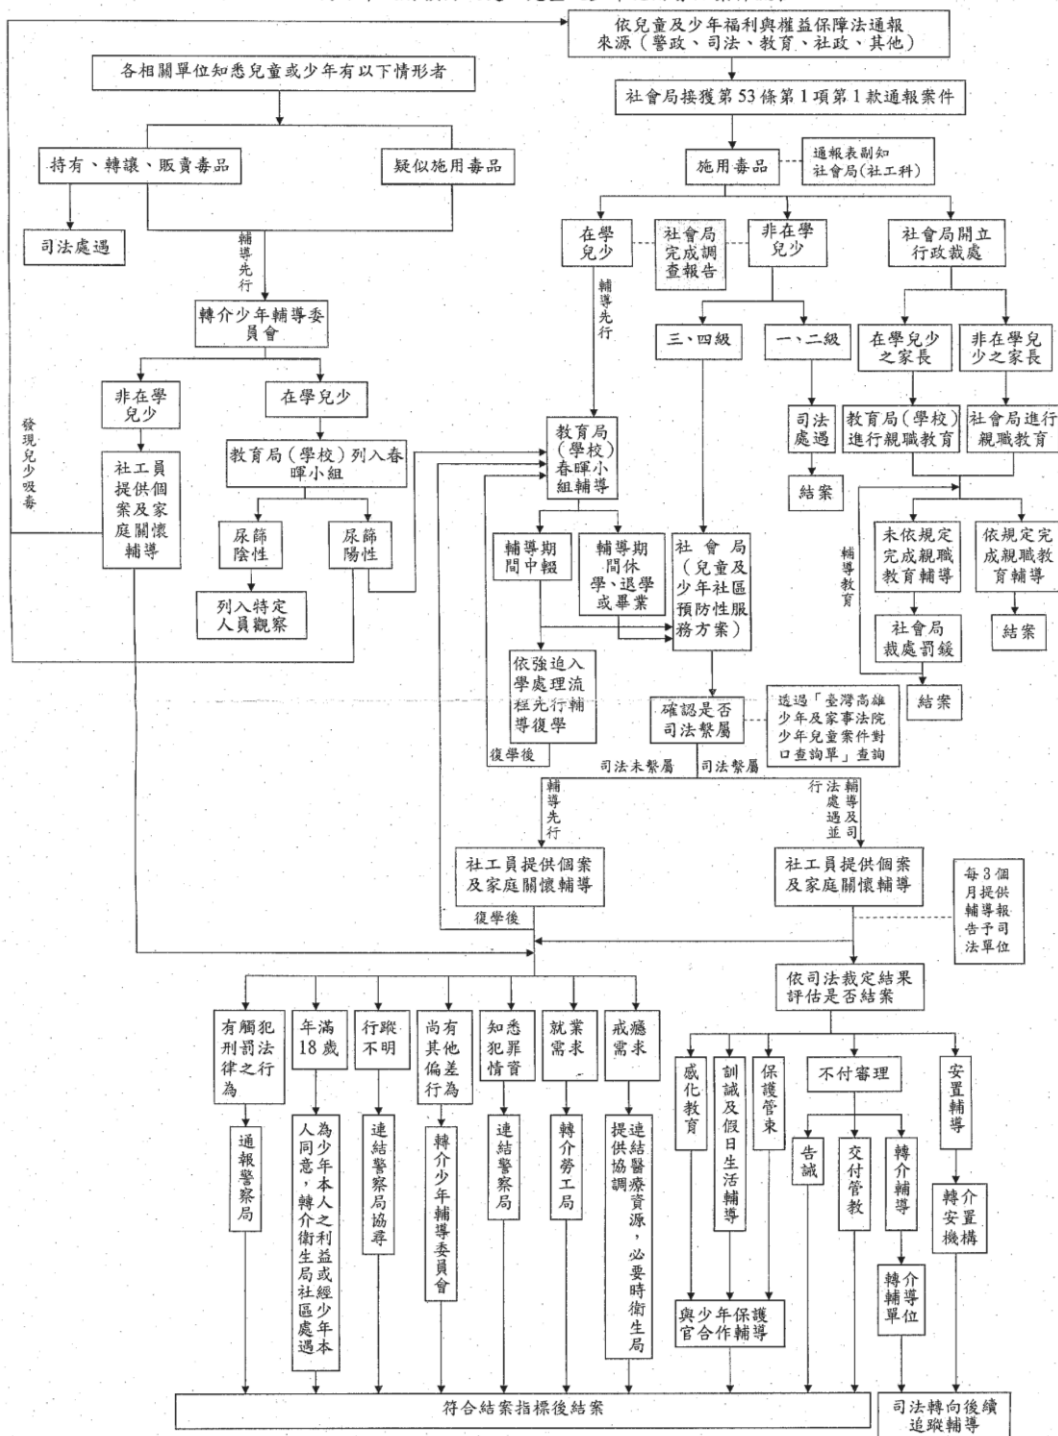 依兒童及少年福利與權益保障法通報
來源（警政、司法、教育、社政、其他）
各相關單位知悉兒童或少年有以下情形者
社會局接獲第53條第1項第1款通報案件
持有、轉讓、販賣毒品
疑似施用毒品
施用毒品
通報表副知
社會局(社工科)
司法處遇
輔導先行
在學
兒少
社會局
完成調
查報告
非在學
兒少
社會局開立
行政裁處
轉介少年輔導委
員會
輔導先行
三、四級
一、二級
在學兒少
之家長
非在學兒
少之家長
非在學
兒少
在學兒少
發現兒少吸毒
社工員
提供個
案及家
庭關懷
輔導
教育局（學校）列入春
暉小組
教育局
（學校）
春暉小
組輔導
司法
處遇
教育局（學校）
進行親職教育
社會局進行
親職教育
結案
尿篩
陰性
尿篩
陽性
輔導期
間中輟
輔導期
間休
學、退學
或畢業
社會局
（兒童及
少年社區
預防性服
務方案）
輔導教育
未依規定
完成親職
教育輔導
依規定完
成親職教
育輔導
列入特定
人員觀察
社會局
裁處罰鍰
結案
依強迫入
學處理流
程先行輔
導復學
復學後
確認是否
司法繫屬
透過「臺灣高雄
少年及家事法院
少年兒童案件對
口查詢單」查詢
結案
司法未繫屬
司法繫屬
輔導先行
輔導及司
法處遇並
行
社工員提供個案
及家庭關懷輔導
社工員提供個案
及家庭關懷輔導
每3個
月提供
輔導報
告予司
法單位
復學後
依司法裁定結果
評估是否結案
有觸犯
刑罰法
律之行
為
年滿
18歲
行蹤
不明
尚有
其他
偏差
行為
知悉
犯罪
情資
就業
需求
戒癮
需求
感化教育
訓誡及假日生活輔導
保護管束
不付審理
安置輔導
通報警察局
為少年本人之利益或經少年本
人同意，轉介衛生局社區處遇
連結警察局協尋
轉介少年輔導委員會
連結警察局
轉介勞工局
連結醫療資源，必要時衛生局
提供協調
告誡
交付管教
轉介輔導
轉介
安置
機構
與少年保護
官合作輔導
轉介
輔導
單位
符合結案指標後結案
司法轉向後續
追蹤輔導